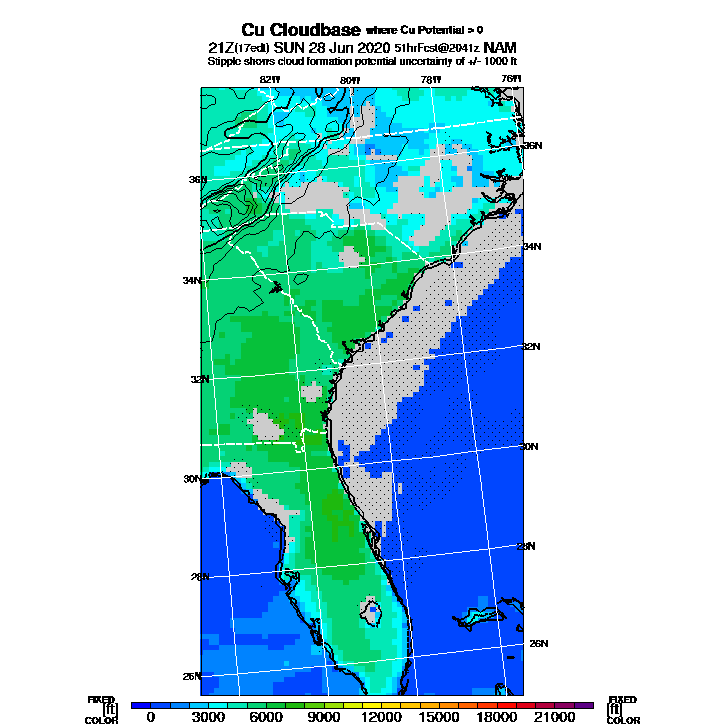 Cu Cloudbase where Cu Potential > 0
21Z(17edt) SUN 28 Jun 2020 51hrFcst@2041z NAM
Stipple shows cloud formation potential uncertainty of +/- 1000 ft
82W 80W 78W 76W
36N
36N
34N
34N
32N
32N
30N
30N
28N
28N
26N
26N
FIXED FIXED
[ft] [ft]
COLOR COLOR
0 3000 6000 9000 12000 15000 18000 21000